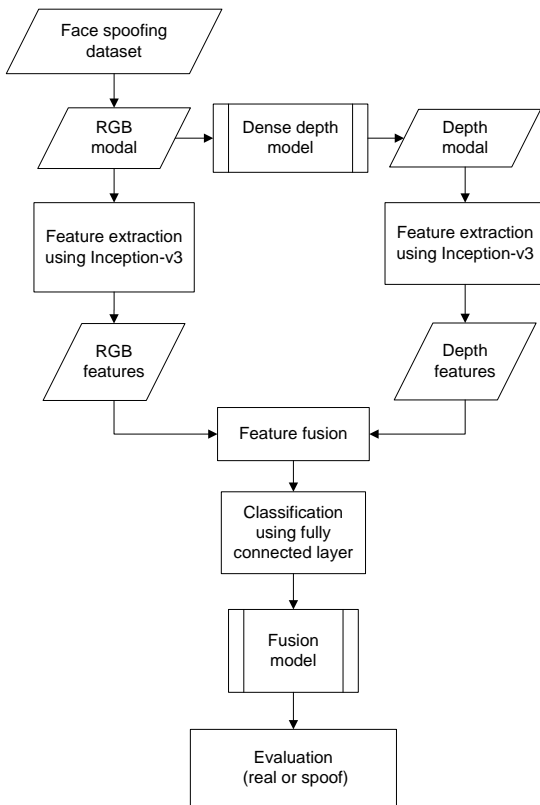 Face spoofing
dataset
RGB
modal
Dense depth
model
Depth
modal
Feature extraction
using Inception-v3
Feature extraction
using Inception-v3
RGB
features
Depth
features
Feature fusion
Classification
using fully
connected layer
Fusion
model
Evaluation
(real or spoof)